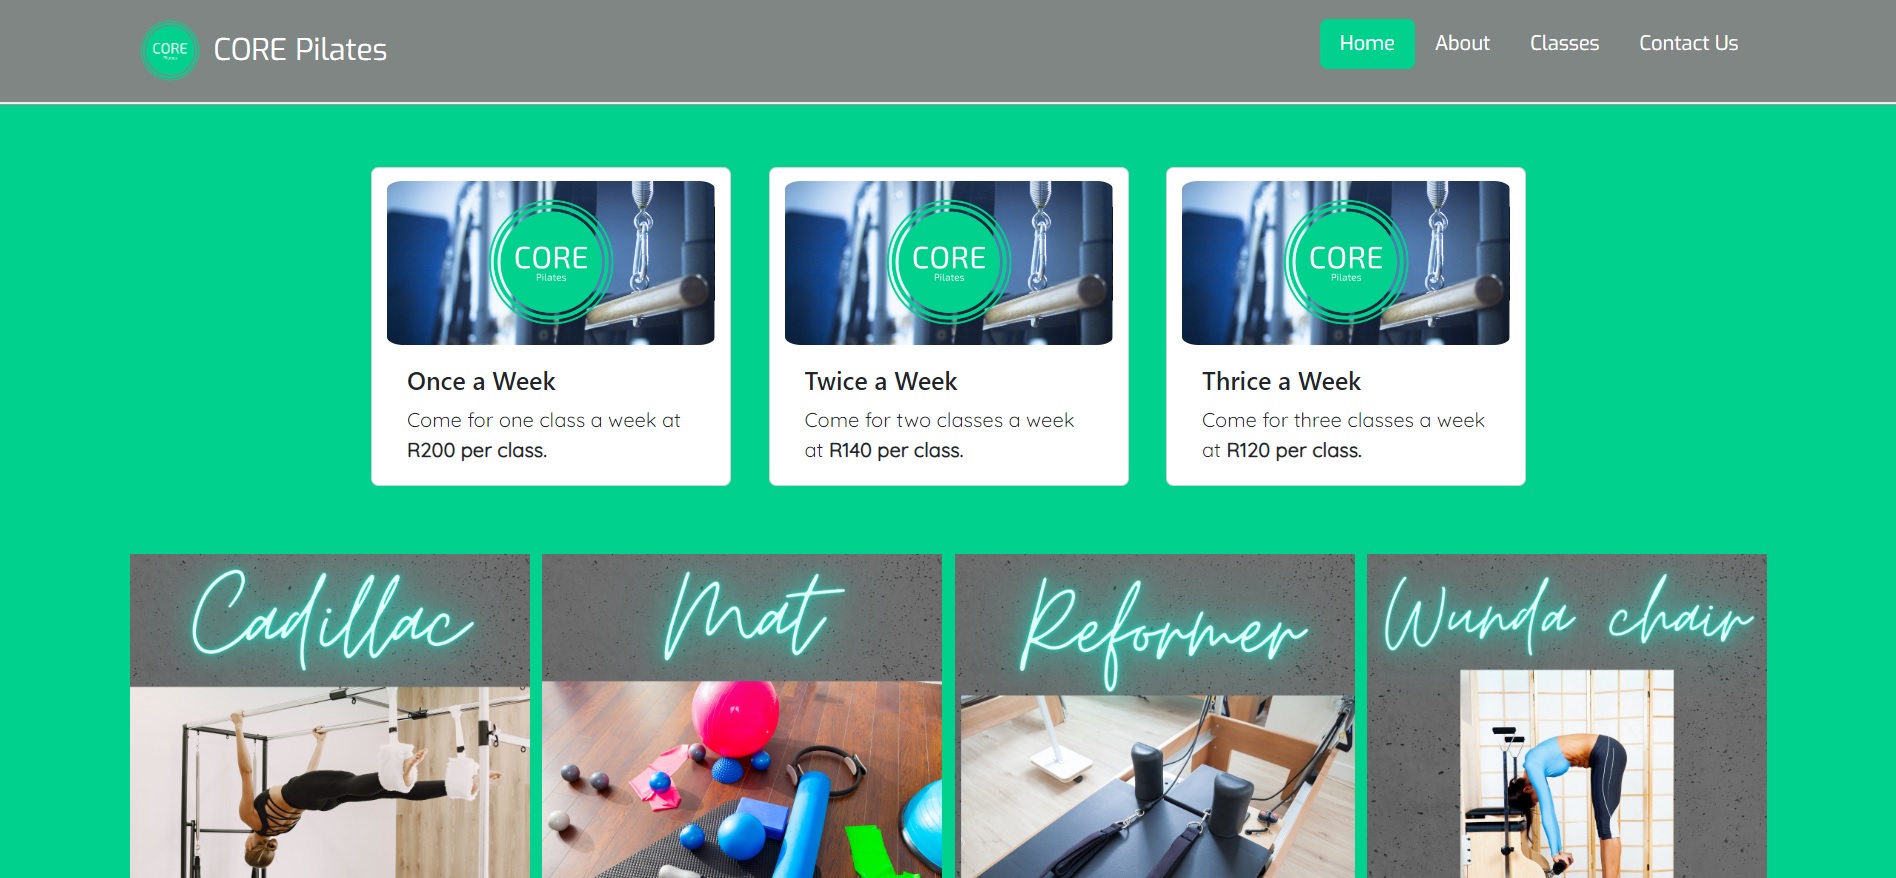 CORE
Pilates
CORE Pilates
Home
About
Classes
Contact Us
CORE
Pilates
Once a Week
Come for one class a week at
R200 per class.
CORE
Pilates
Twice a Week
Come for two classes a week
at R140 per class.
CORE
Pilates
Thrice a Week
Come for three classes a week
at R120 per class.
Cadillac
Mat
Reformer
Wunda chair